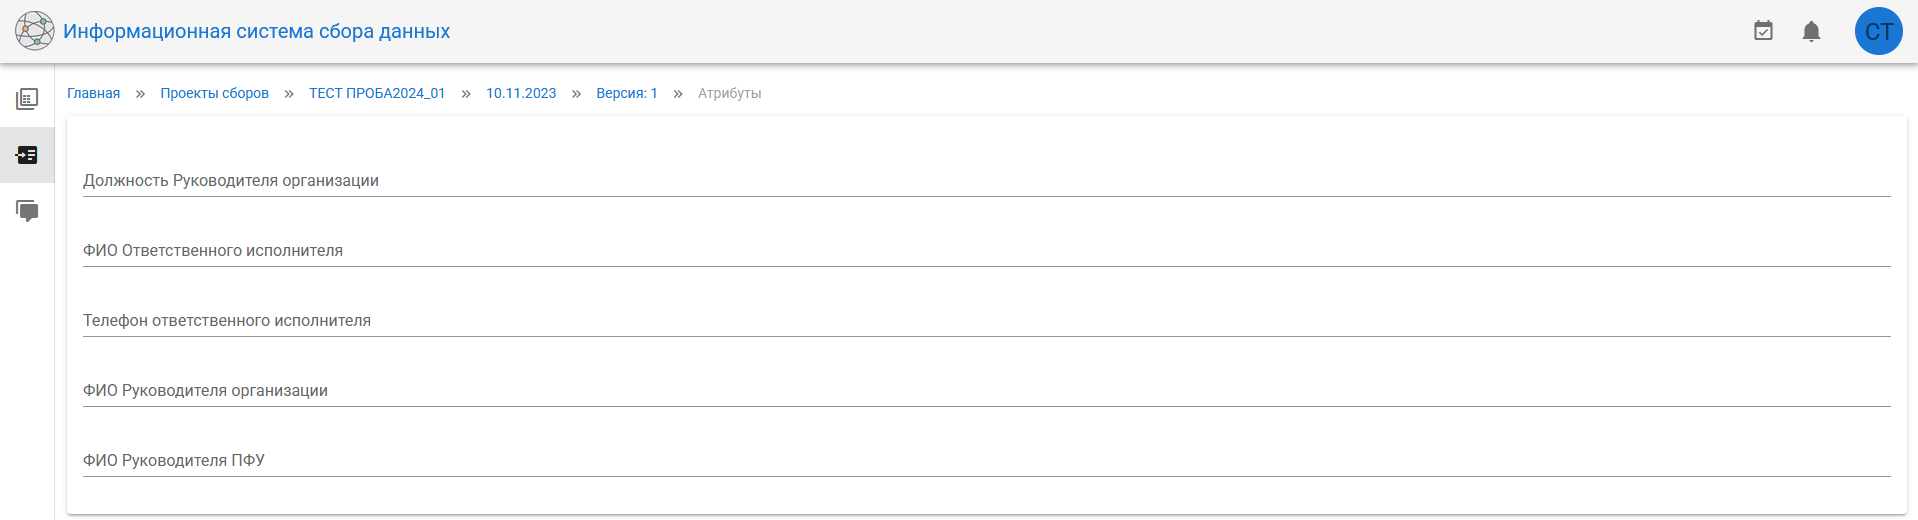 Информационная система сбора данных
СТ
Главная » Проекты сборов » ТЕСТ ПРОБА2024_01 » 10.11.2023 » Версия: 1 » Атрибуты
Должность Руководителя организации
ФИО Ответственного исполнителя
Телефон ответственного исполнителя
ФИО Руководителя организации
ФИО Руководителя ПФУ